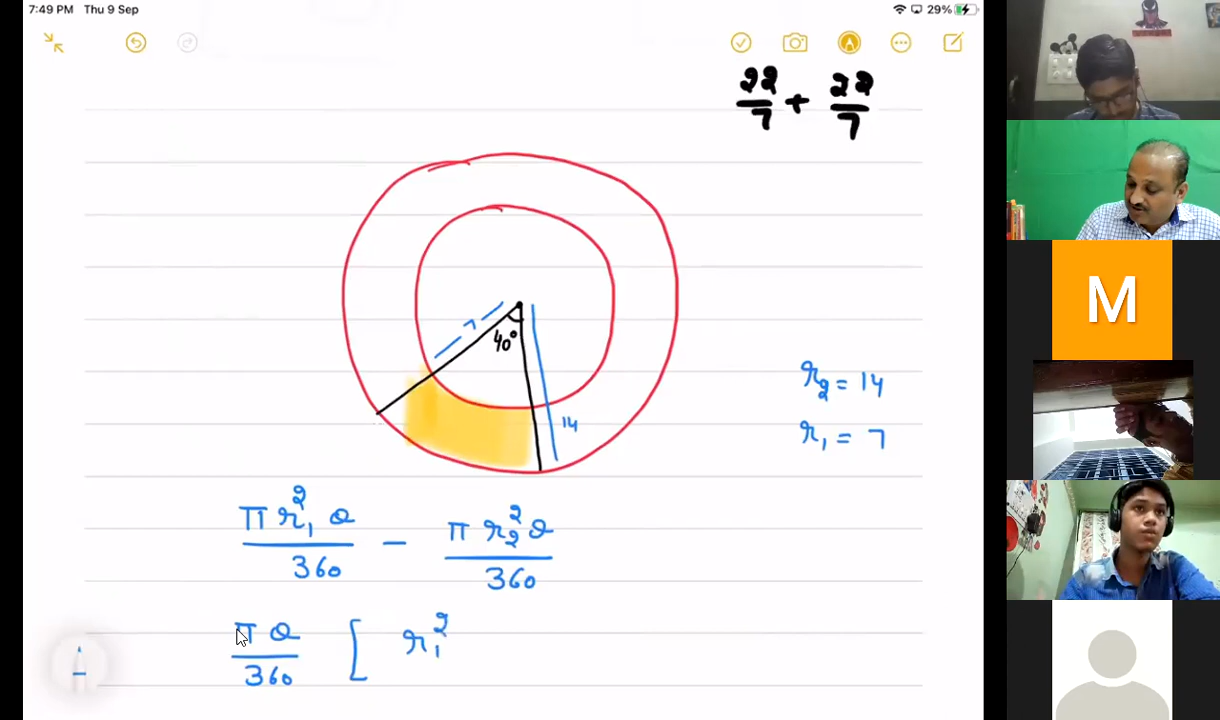 7:49 PM Thu 9 Sep
29%
22/7 + 22/7
7
40°
14
r₂ = 14
r₁ = 7
πr₁²θ/360 - πr₂²θ/360
πθ/360 [ r₁²
M